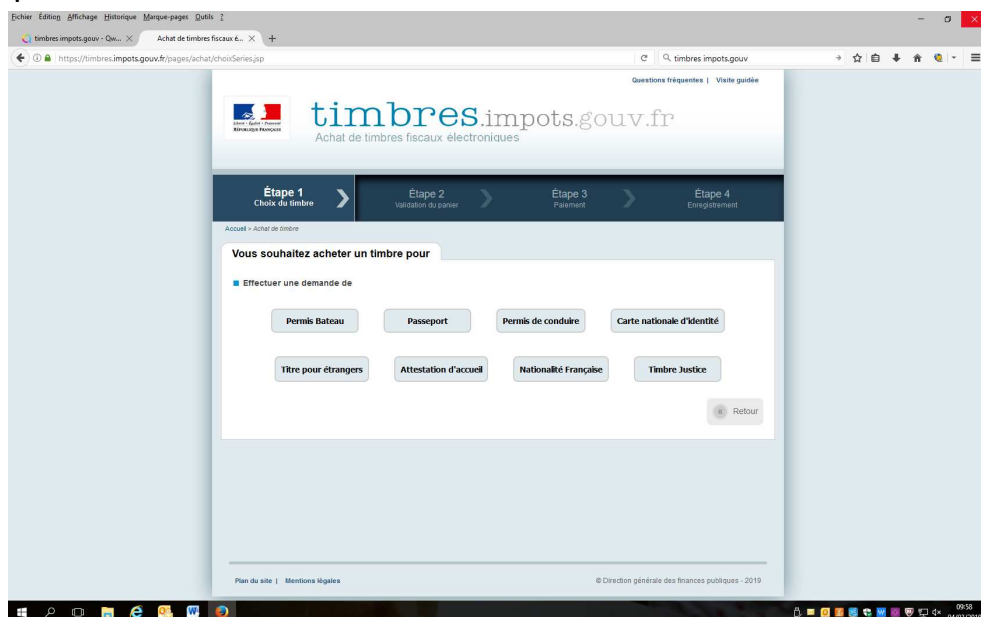 Fichier Édition Affichage Historique Marque-pages Outils ?
timbres impots.gouv - Qw... Achat de timbres fiscaux é...
https://timbres.impots.gouv.fr/pages/achat/choixSeries.jsp timbres impots.gouv
Questions fréquentes | Visite guidée
timbres.impots.gouv.fr
Liberté • Égalité • Fraternité
RÉPUBLIQUE FRANÇAISE
Achat de timbres fiscaux électroniques
Étape 1 Étape 2 Étape 3 Étape 4
Choix du timbre Validation du panier Paiement Enregistrement
Accueil > Achat de timbre
Vous souhaitez acheter un timbre pour
Effectuer une demande de
Permis Bateau Passeport Permis de conduire Carte nationale d'identité
Titre pour étrangers Attestation d'accueil Nationalité Française Timbre Justice
Retour
Plan du site | Mentions légales © Direction générale des finances publiques - 2019
09:58